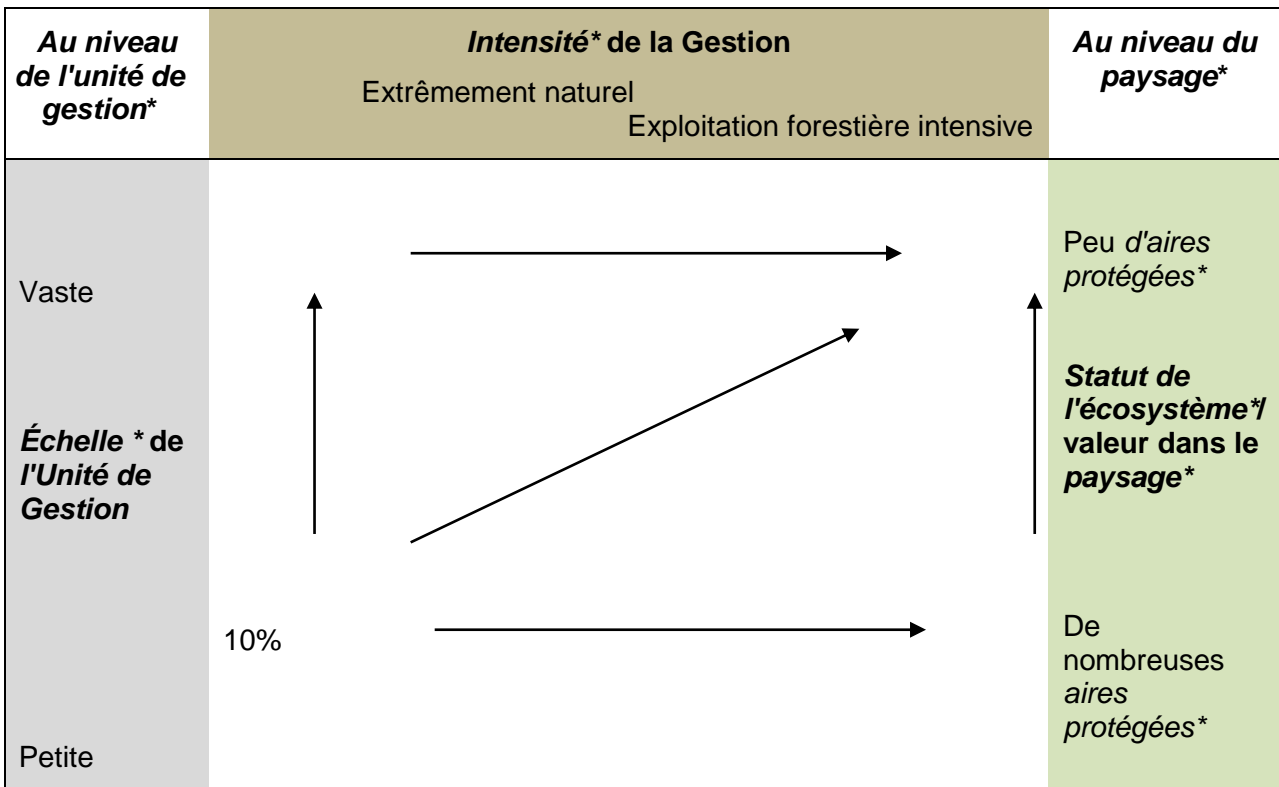 Au niveau
de l'unité de
gestion*
Intensité* de la Gestion
Extrêmement naturel
Exploitation forestière intensive
Au niveau du
paysage*
Vaste
Échelle * de
l'Unité de
Gestion
Petite
10%
Peu d'aires
protégées*
Statut de
l'écosystème*/
valeur dans le
paysage*
De
nombreuses
aires
protégées*